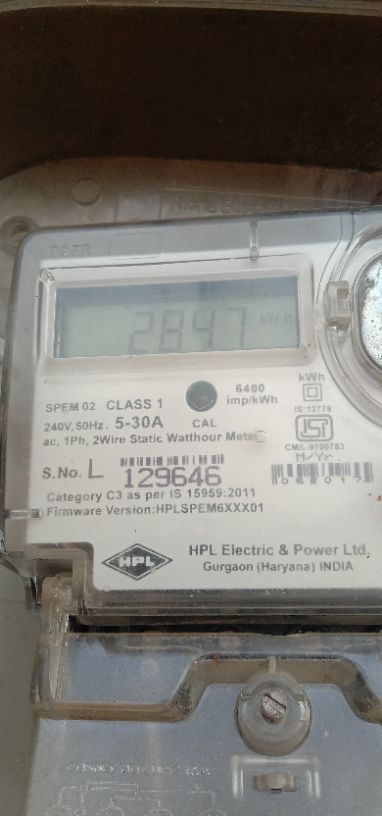 2847 kWh
SPEM 02 CLASS 1
240V, 50Hz. 5-30A
CAL
6400
imp/kWh
kWh
IS:13779
ac, 1Ph, 2Wire Static Watthour Meter
CM/L-9190783
M/Yr.
S.No. L 129646
062017
Category C3 as per IS 15959:2011
Firmware Version:HPLSPEM6XXX01
HPL
HPL Electric & Power Ltd.
Gurgaon (Haryana) INDIA